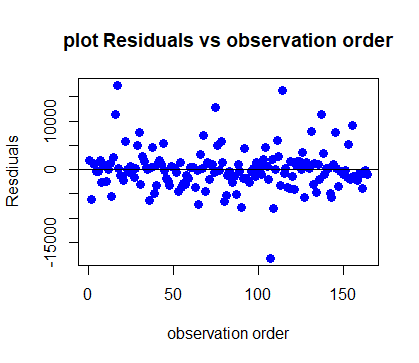 plot Residuals vs observation order
Resdiuals
10000
0
-15000
0 50 100 150
observation order